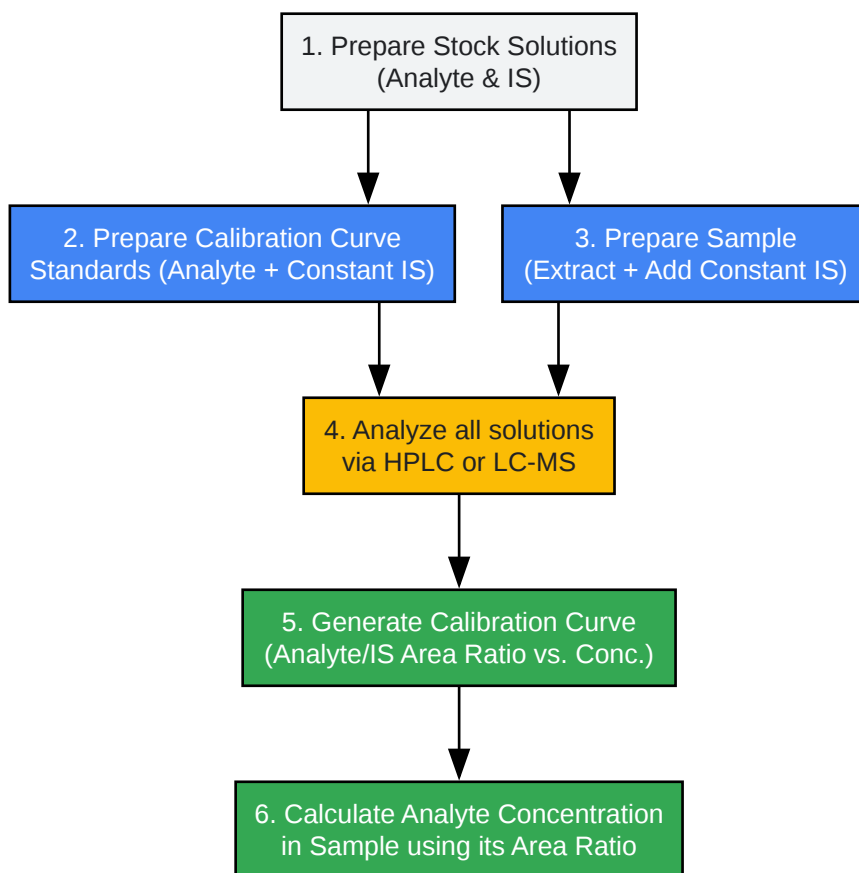 1. Prepare Stock Solutions
(Analyte & IS)
2. Prepare Calibration Curve
Standards (Analyte + Constant IS)
3. Prepare Sample
(Extract + Add Constant IS)
4. Analyze all solutions
via HPLC or LC-MS
5. Generate Calibration Curve
(Analyte/IS Area Ratio vs. Conc.)
6. Calculate Analyte Concentration
in Sample using its Area Ratio